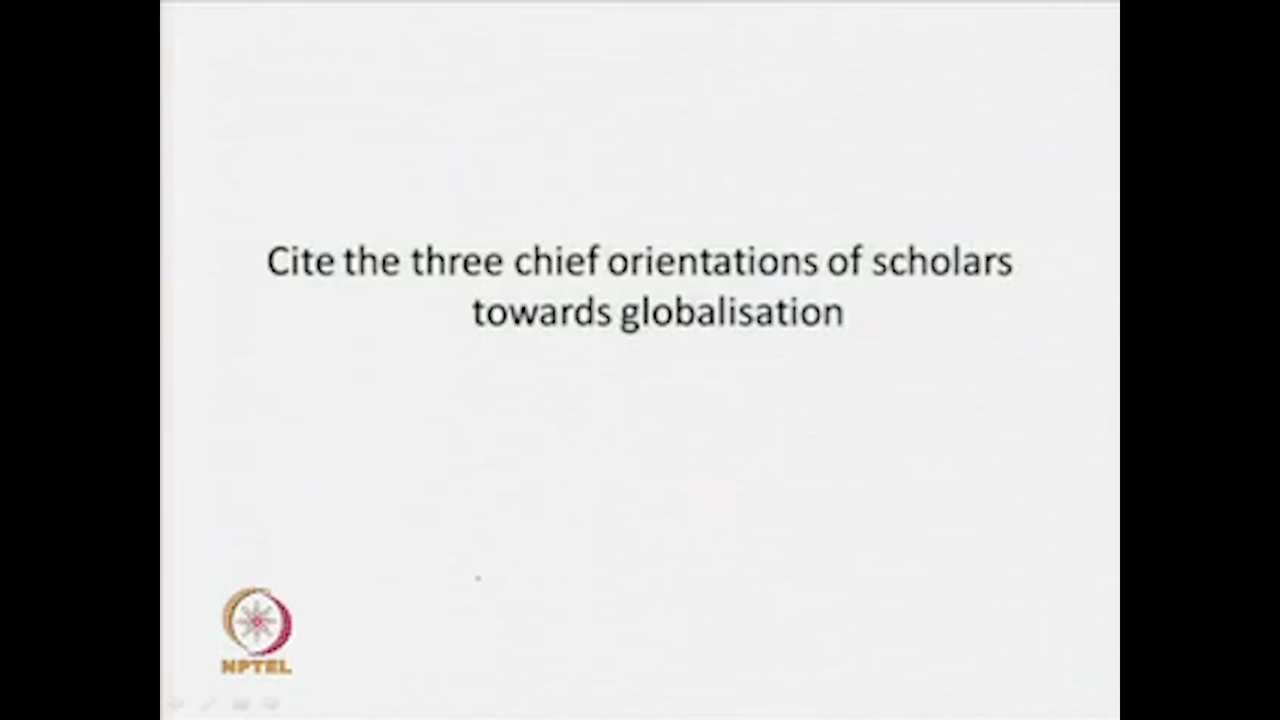 Cite the three chief orientations of scholars
towards globalisation
NPTEL